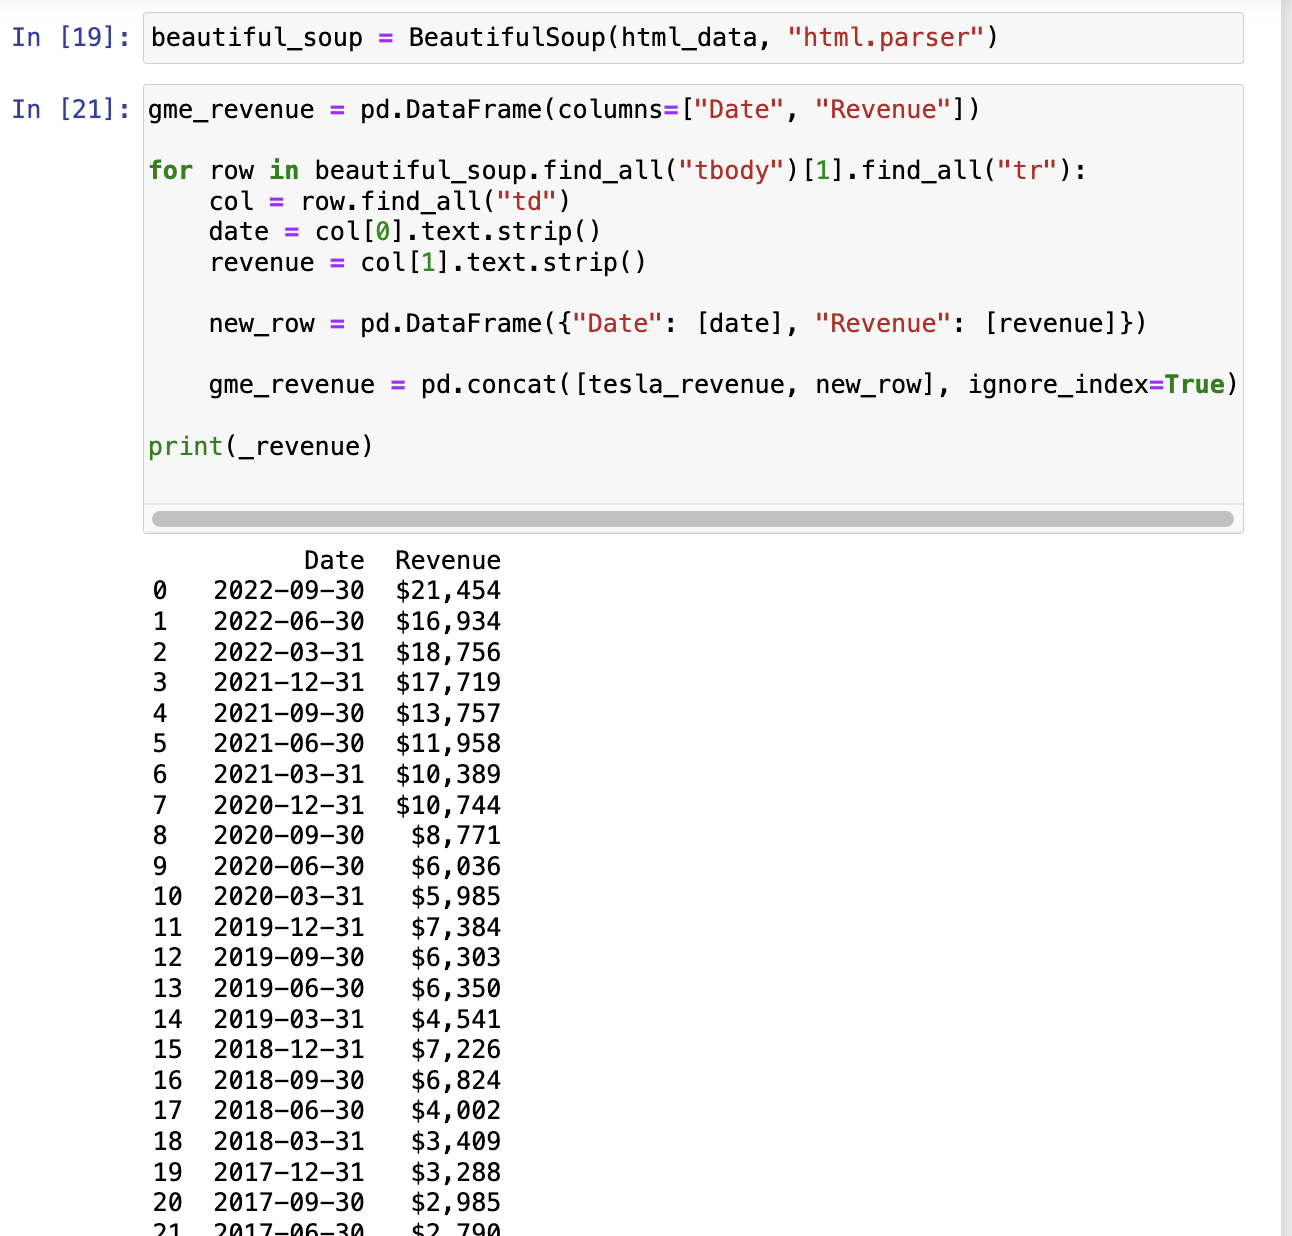 In [19]: beautiful_soup = BeautifulSoup(html_data, "html.parser")
In [21]: gme_revenue = pd.DataFrame(columns=["Date", "Revenue"])
for row in beautiful_soup.find_all("tbody")[1].find_all("tr"):
    col = row.find_all("td")
    date = col[0].text.strip()
    revenue = col[1].text.strip()
    new_row = pd.DataFrame({"Date": [date], "Revenue": [revenue]})
    gme_revenue = pd.concat([tesla_revenue, new_row], ignore_index=True)
print(_revenue)
Date Revenue
0 2022-09-30 $21,454
1 2022-06-30 $16,934
2 2022-03-31 $18,756
3 2021-12-31 $17,719
4 2021-09-30 $13,757
5 2021-06-30 $11,958
6 2021-03-31 $10,389
7 2020-12-31 $10,744
8 2020-09-30 $8,771
9 2020-06-30 $6,036
10 2020-03-31 $5,985
11 2019-12-31 $7,384
12 2019-09-30 $6,303
13 2019-06-30 $6,350
14 2019-03-31 $4,541
15 2018-12-31 $7,226
16 2018-09-30 $6,824
17 2018-06-30 $4,002
18 2018-03-31 $3,409
19 2017-12-31 $3,288
20 2017-09-30 $2,985
21 2017-06-30 $2,790